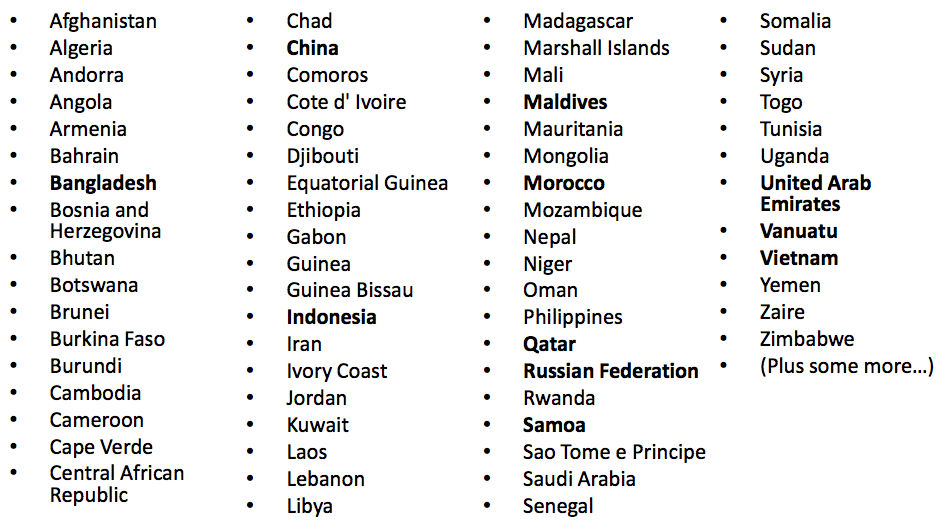 • Afghanistan
• Algeria
• Andorra
• Angola
• Armenia
• Bahrain
• Bangladesh
• Bosnia and
Herzegovina
• Bhutan
• Botswana
• Brunei
• Burkina Faso
• Burundi
• Cambodia
• Cameroon
• Cape Verde
• Central African
Republic
• Chad
• China
• Comoros
• Cote d' Ivoire
• Congo
• Djibouti
• Equatorial Guinea
• Ethiopia
• Gabon
• Guinea
• Guinea Bissau
• Indonesia
• Iran
• Ivory Coast
• Jordan
• Kuwait
• Laos
• Lebanon
• Libya
• Madagascar
• Marshall Islands
• Mali
• Maldives
• Mauritania
• Mongolia
• Morocco
• Mozambique
• Nepal
• Niger
• Oman
• Philippines
• Qatar
• Russian Federation
• Rwanda
• Samoa
• Sao Tome e Principe
• Saudi Arabia
• Senegal
• Somalia
• Sudan
• Syria
• Togo
• Tunisia
• Uganda
• United Arab
Emirates
• Vanuatu
• Vietnam
• Yemen
• Zaire
• Zimbabwe
• (Plus some more...)